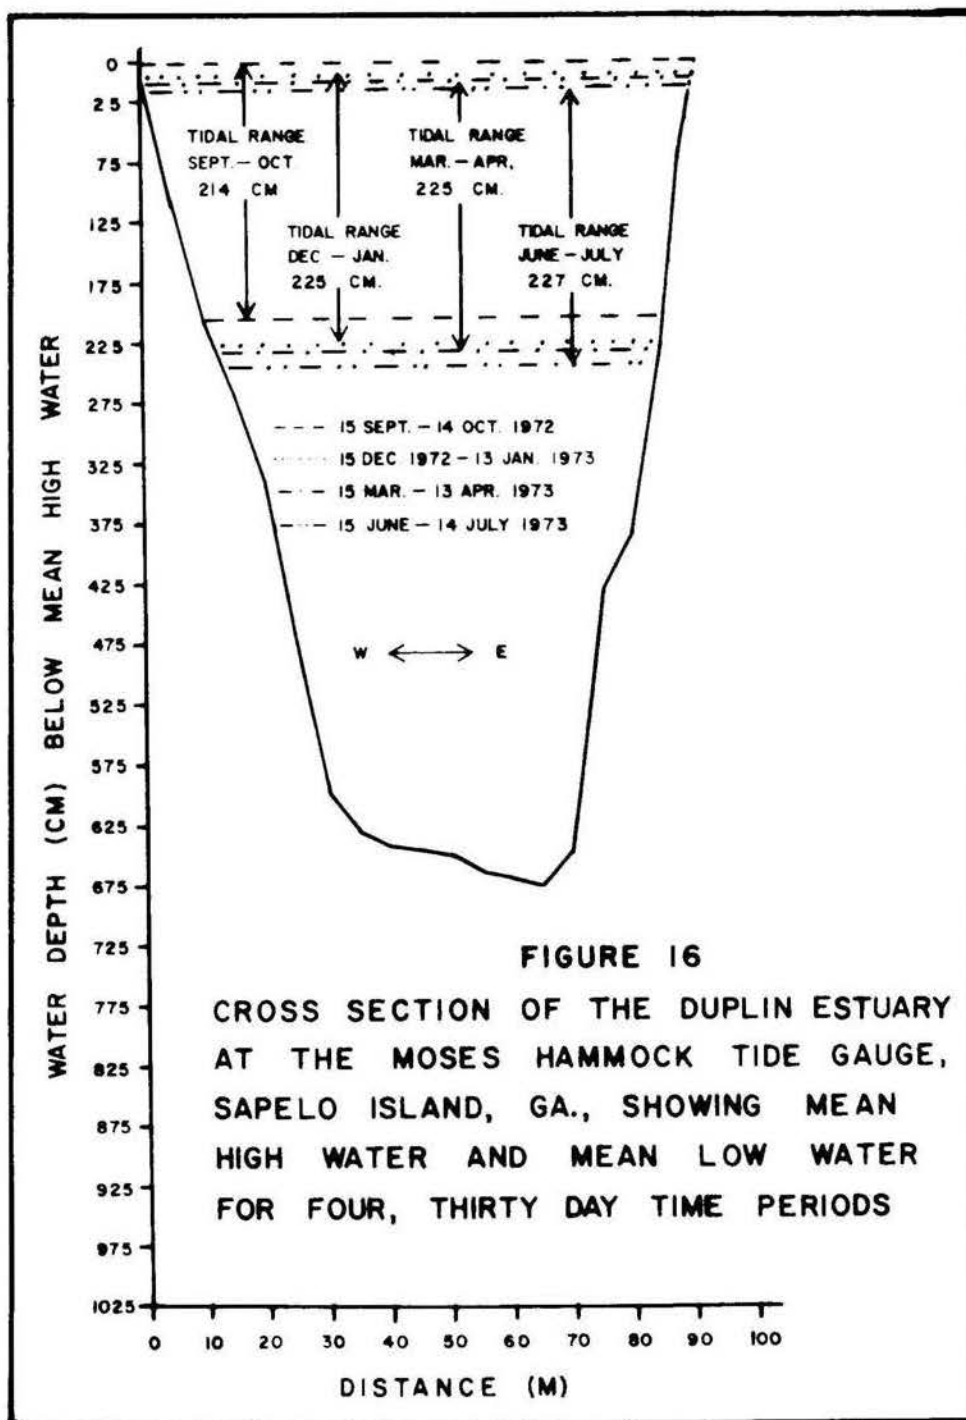 0
25
75
125
175
225
275
325
375
425
475
525
575
625
675
725
775
825
875
925
975
1025
WATER DEPTH (CM) BELOW MEAN HIGH WATER
TIDAL RANGE
SEPT.–OCT
214 CM
TIDAL RANGE
DEC – JAN.
225 CM.
TIDAL RANGE
MAR.–APR,
225 CM.
TIDAL RANGE
JUNE–JULY
227 CM.
15 SEPT. – 14 OCT. 1972
15 DEC 1972 – 13 JAN. 1973
15 MAR. – 13 APR. 1973
15 JUNE – 14 JULY 1973
W E
FIGURE 16
CROSS SECTION OF THE DUPLIN ESTUARY
AT THE MOSES HAMMOCK TIDE GAUGE,
SAPELO ISLAND, GA., SHOWING MEAN
HIGH WATER AND MEAN LOW WATER
FOR FOUR, THIRTY DAY TIME PERIODS
0 10 20 30 40 50 60 70 80 90 100
DISTANCE (M)